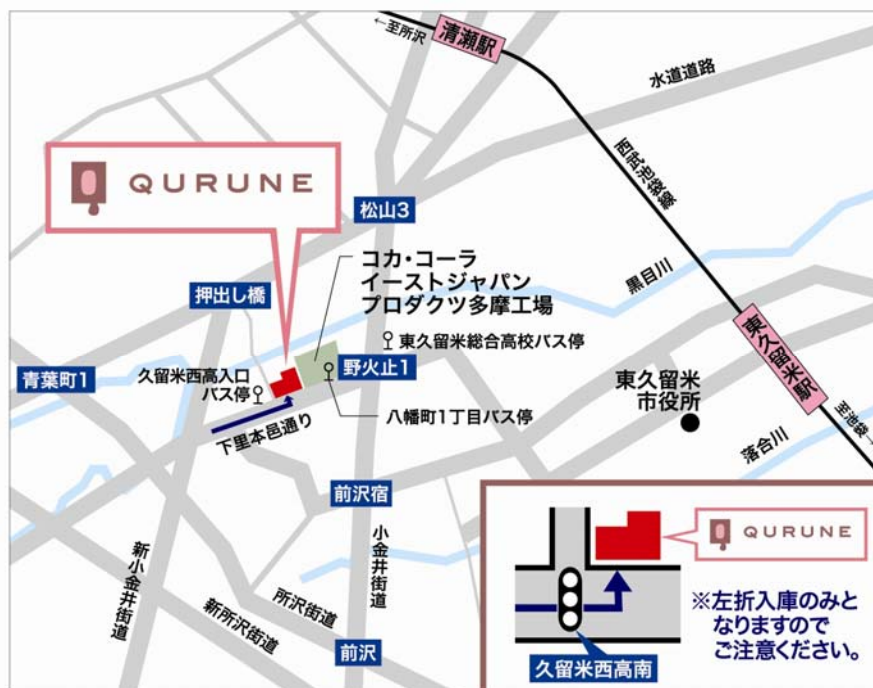 ←至所沢
清瀬駅
水道道路
西武池袋線
QURUNE
松山3
コカ・コーラ
イーストジャパン
プロダクツ多摩工場
黒目川
押出し橋
東久留米総合高校バス停
東久留米駅
青葉町1
久留米西高入口
バス停
野火止1
東久留米
市役所
至池袋→
八幡町1丁目バス停
下里本邑通り
落合川
前沢宿
小金井街道
新小金井街道
所沢街道
新所沢街道
前沢
QURUNE
※左折入庫のみと
なりますので
ご注意ください。
久留米西高南